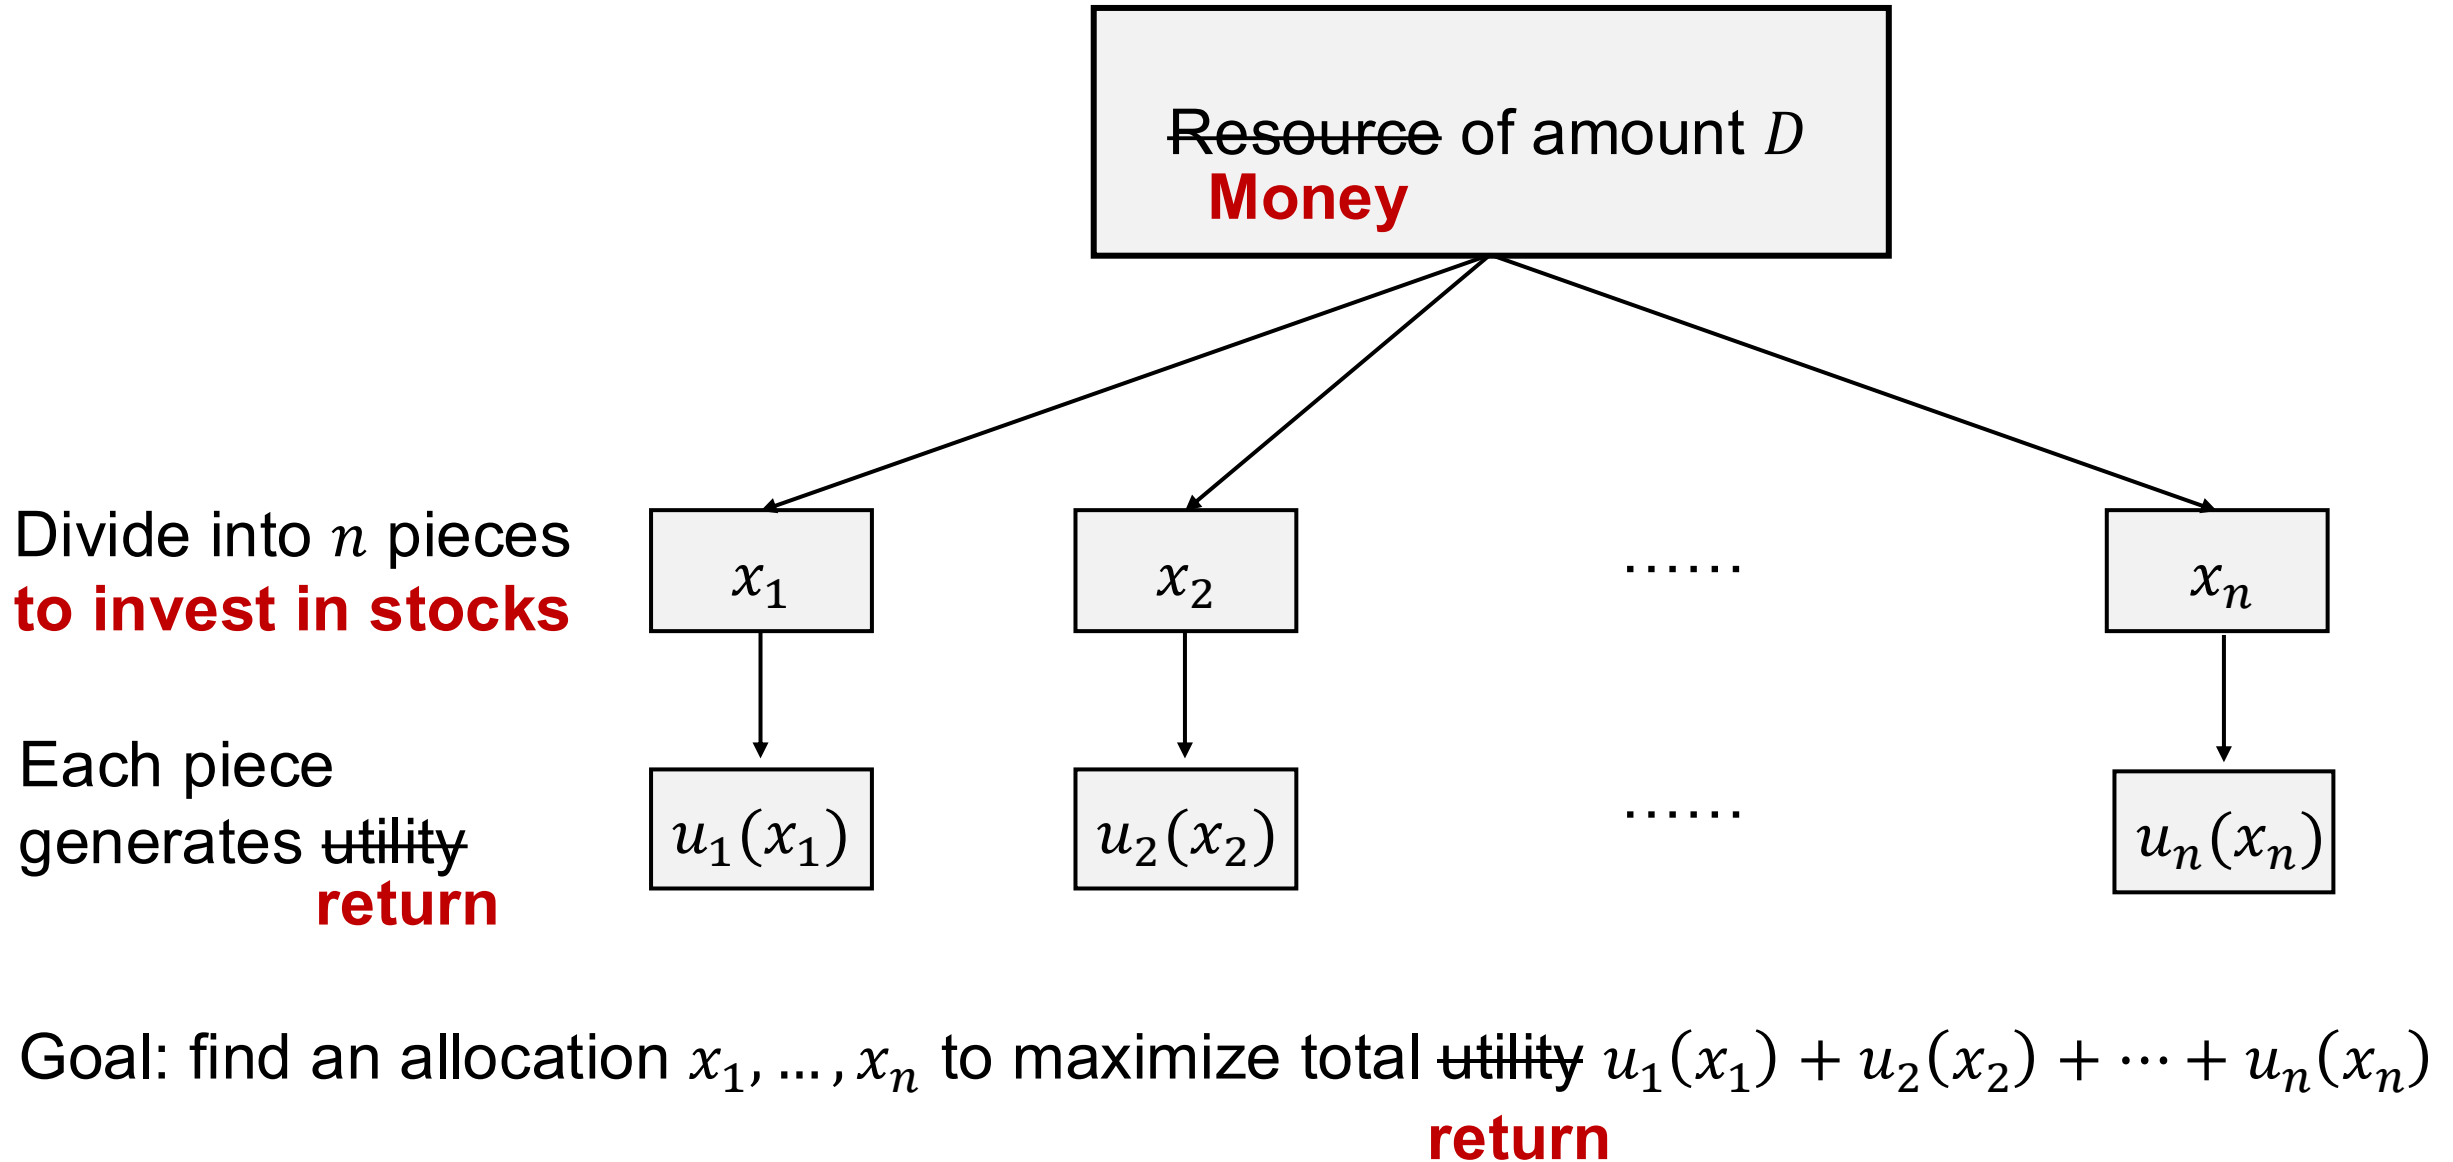 Resource of amount D
Money
Divide into n pieces
to invest in stocks
x₁
x₂
......
xₙ
Each piece
generates utility
return
u₁(x₁)
u₂(x₂)
......
uₙ(xₙ)
Goal: find an allocation x₁, … , xₙ to maximize total utility u₁(x₁) + u₂(x₂) + ⋯ + uₙ(xₙ)
return